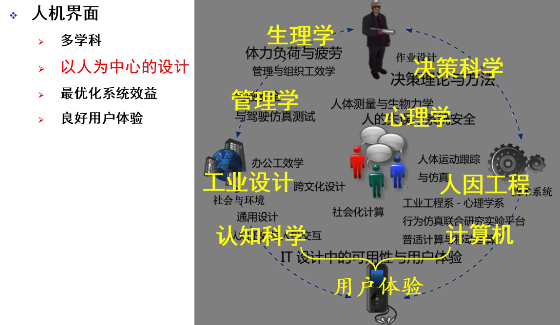 人机界面
多学科
以人为中心的设计
最优化系统效益
良好用户体验
生理学
体力负荷与疲劳
管理与组织工效学
作业设计
决策科学
决策理论与方法
管理学
与驾驶仿真测试
人体测量与生物力学
心理学
安全
办公工效学
人体运动跟踪
与仿真
工业设计
跨文化设计
人因工程
系统
社会与环境
工业工程系 - 心理学系
通用设计
社会化计算
行为仿真联合研究实验平台
认知科学
交互
普适计算
计算机
IT 设计中的可用性与用户体验
用户体验